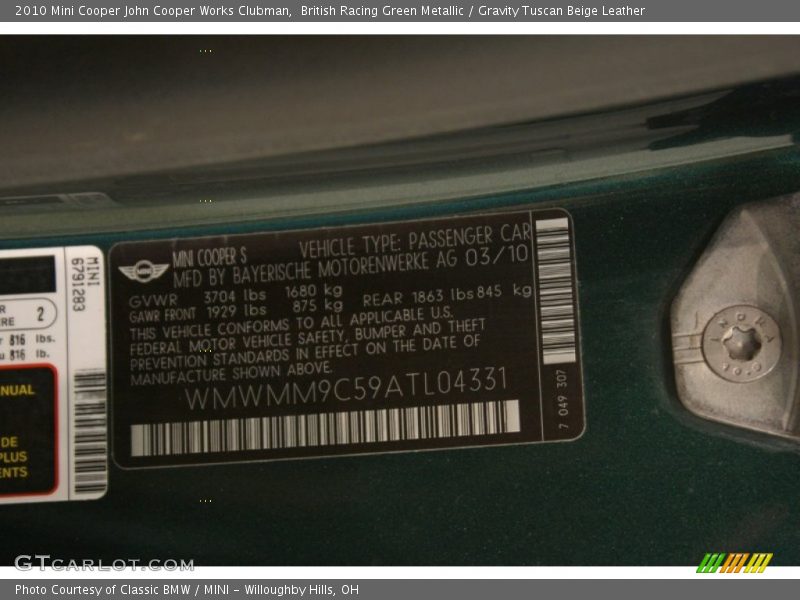 2010 Mini Cooper John Cooper Works Clubman, British Racing Green Metallic / Gravity Tuscan Beige Leather
MINI
6791283
2
816 lb.
816 lb.
NUAL
DE
PLUS
ENTS
MINI COOPER S
VEHICLE TYPE: PASSENGER CAR
MFD BY BAYERISCHE MOTORENWERKE AG 03/10
GVWR 3704 lbs 1680 kg
GAWR FRONT 1929 lbs 875 kg REAR 1863 lbs 845 kg
THIS VEHICLE CONFORMS TO ALL APPLICABLE U.S.
FEDERAL MOTOR VEHICLE SAFETY, BUMPER AND THEFT
PREVENTION STANDARDS IN EFFECT ON THE DATE OF
MANUFACTURE SHOWN ABOVE.
WMWMM9C59ATL04331
7 049 307
GTCARLOT.COM
Photo Courtesy of Classic BMW / MINI - Willoughby Hills, OH